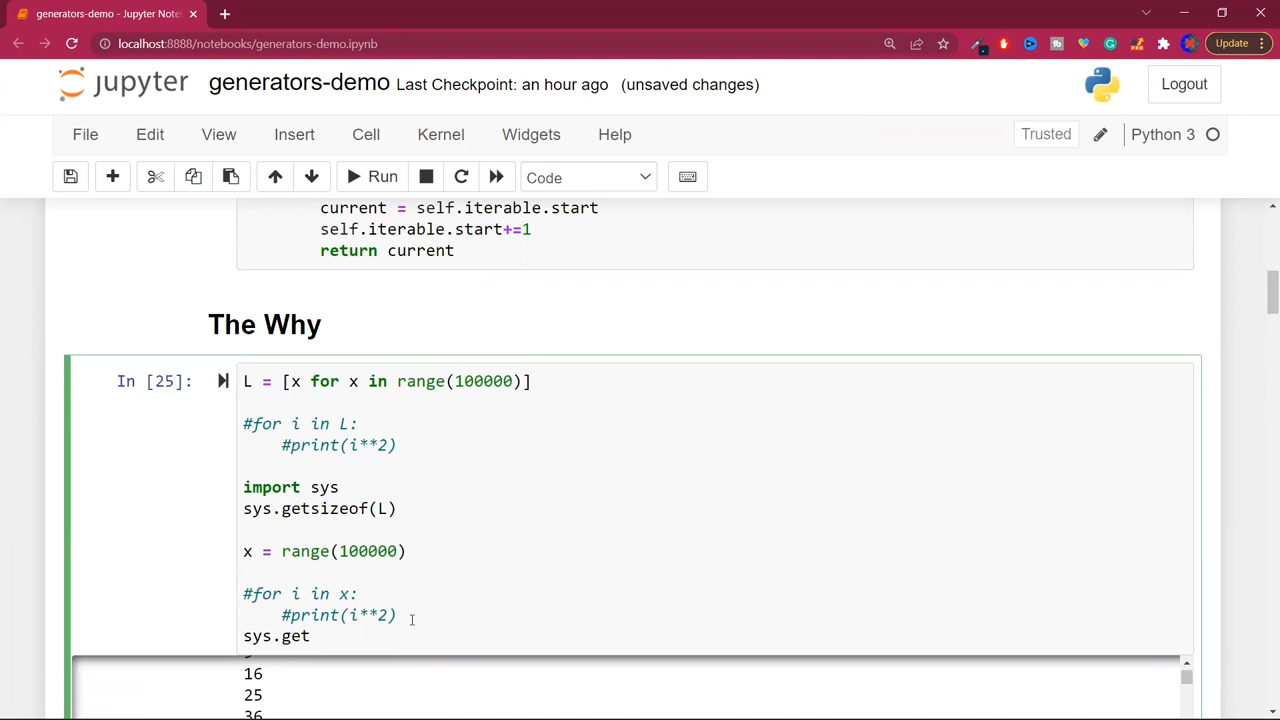 generators-demo - Jupyter Note
localhost:8888/notebooks/generators-demo.ipynb
Update
jupyter generators-demo Last Checkpoint: an hour ago (unsaved changes)
Logout
File Edit View Insert Cell Kernel Widgets Help
Trusted Python 3
Run Code
current = self.iterable.start
self.iterable.start+=1
return current
The Why
In [25]:
L = [x for x in range(100000)]
#for i in L:
#print(i**2)
import sys
sys.getsizeof(L)
x = range(100000)
#for i in x:
#print(i**2)
sys.get
16
25
36